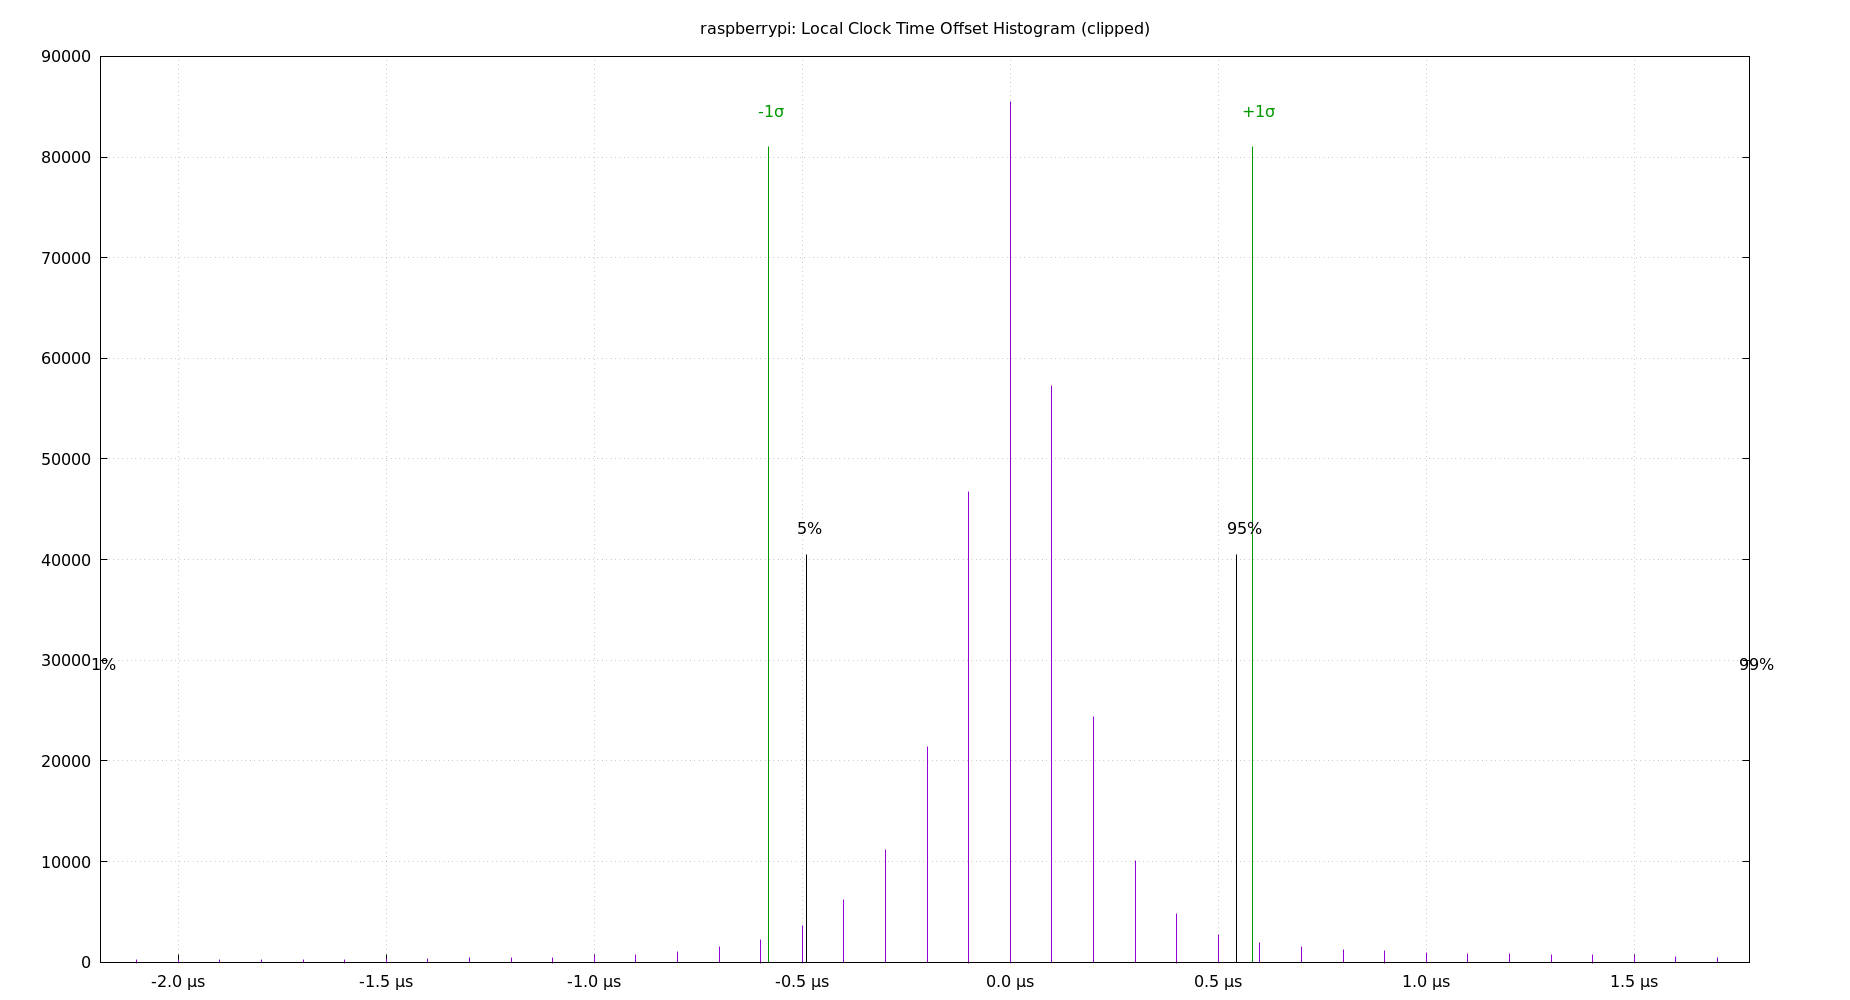 raspberrypi: Local Clock Time Offset Histogram (clipped)
90000
-1σ
+1σ
80000
70000
60000
50000
5%
95%
40000
30000
1%
99%
20000
10000
0
-2.0 µs
-1.5 µs
-1.0 µs
-0.5 µs
0.0 µs
0.5 µs
1.0 µs
1.5 µs